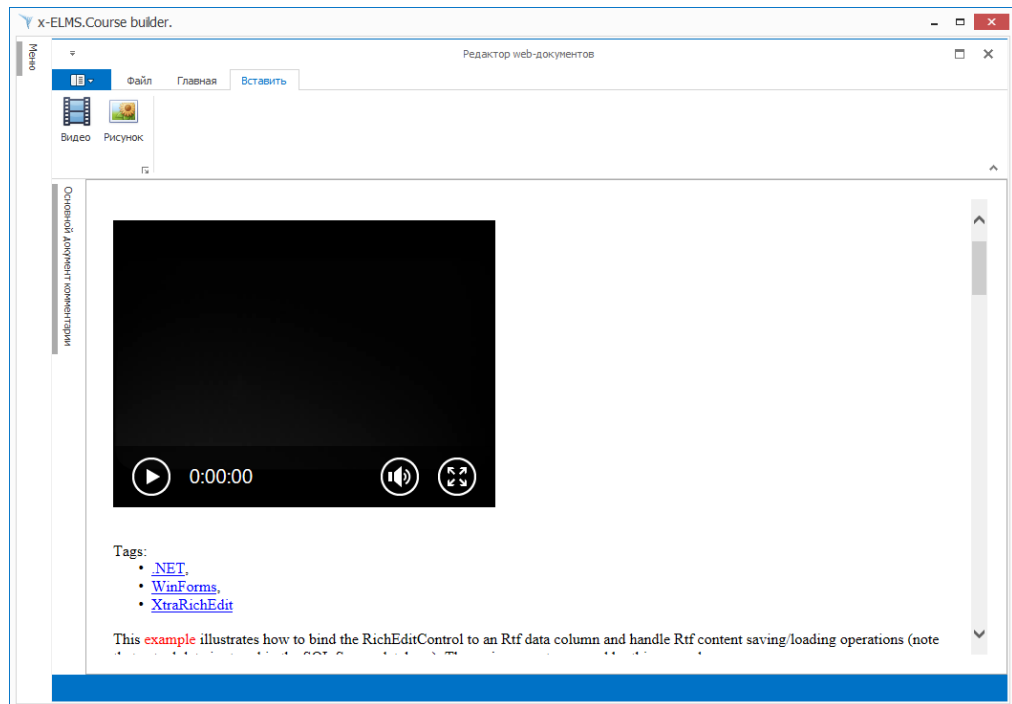 x-ELMS.Course builder.
Меню
Редактор web-документов
Файл Главная Вставить
Видео Рисунок
Основной документ комментарии
0:00:00
Tags:
• .NET,
• WinForms,
• XtraRichEdit
This example illustrates how to bind the RichEditControl to an Rtf data column and handle Rtf content saving/loading operations (note